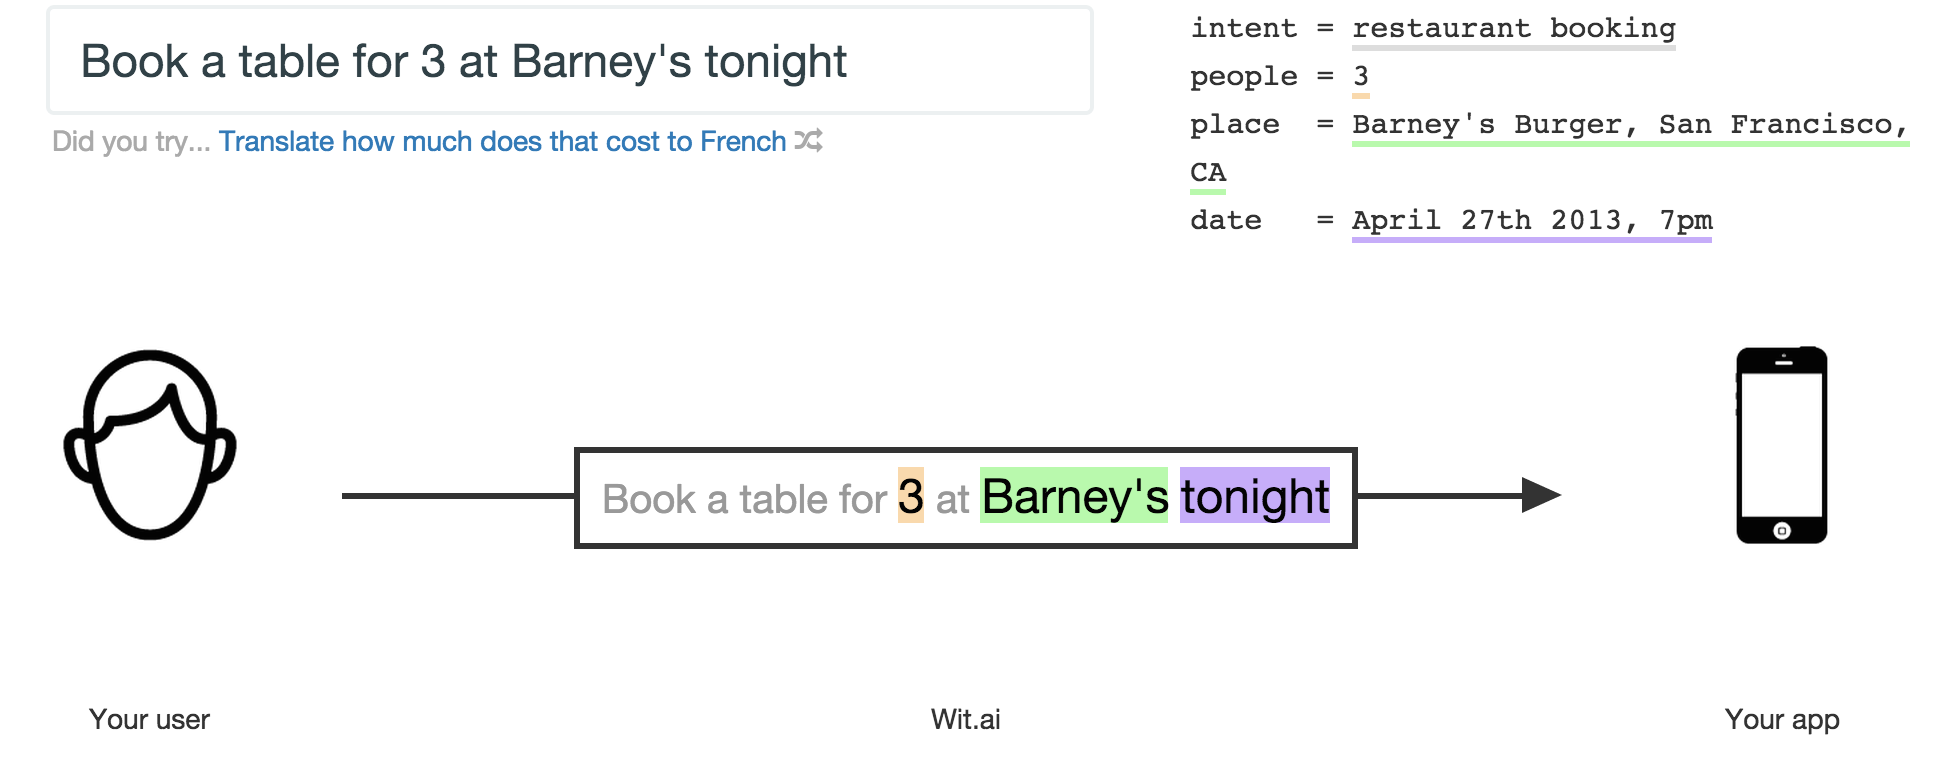 Book a table for 3 at Barney's tonight
Did you try... Translate how much does that cost to French
intent = restaurant booking
people = 3
place  = Barney's Burger, San Francisco,
CA
date   = April 27th 2013, 7pm
Book a table for 3 at Barney's tonight
Your user
Wit.ai
Your app